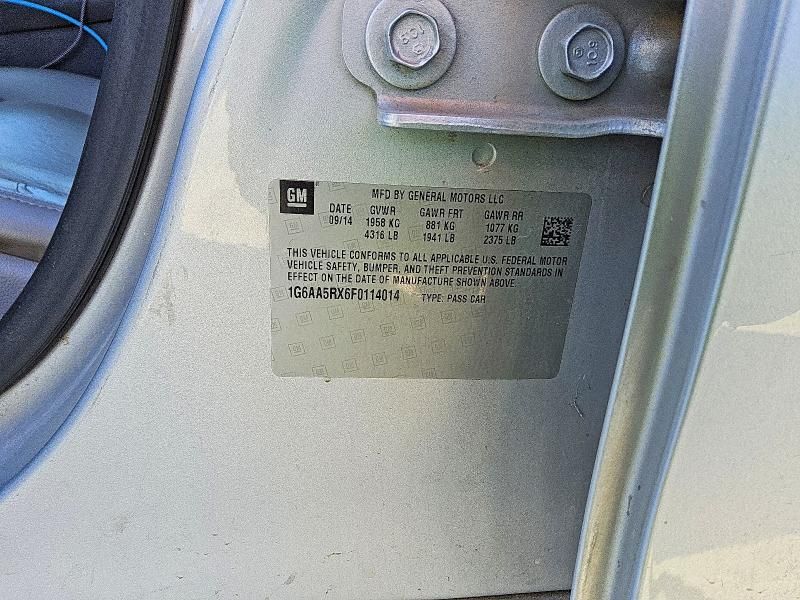 109
109
GM
MFD BY GENERAL MOTORS LLC
DATE GVWR GAWR FRT GAWR RR
09/14 1958 KG 881 KG 1077 KG
4316 LB 1941 LB 2375 LB
THIS VEHICLE CONFORMS TO ALL APPLICABLE U.S. FEDERAL MOTOR
VEHICLE SAFETY, BUMPER, AND THEFT PREVENTION STANDARDS IN
EFFECT ON THE DATE OF MANUFACTURE SHOWN ABOVE.
1G6AA5RX6F0114014 TYPE: PASS CAR